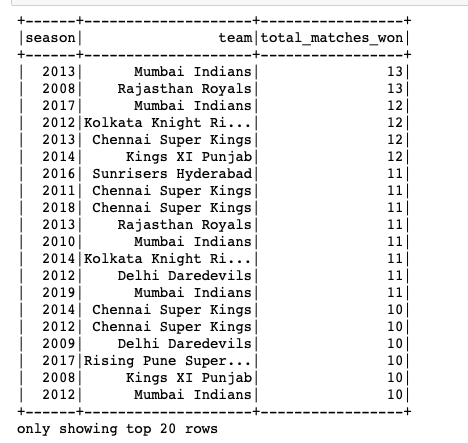 +------+--------------------+-----------------+
|season|                team|total_matches_won|
+------+--------------------+-----------------+
|  2013|      Mumbai Indians|               13|
|  2008|    Rajasthan Royals|               13|
|  2017|      Mumbai Indians|               12|
|  2012|Kolkata Knight Ri...|               12|
|  2013| Chennai Super Kings|               12|
|  2014|     Kings XI Punjab|               12|
|  2016| Sunrisers Hyderabad|               11|
|  2011| Chennai Super Kings|               11|
|  2018| Chennai Super Kings|               11|
|  2013|    Rajasthan Royals|               11|
|  2010|      Mumbai Indians|               11|
|  2014|Kolkata Knight Ri...|               11|
|  2012|    Delhi Daredevils|               11|
|  2019|      Mumbai Indians|               11|
|  2014| Chennai Super Kings|               10|
|  2012| Chennai Super Kings|               10|
|  2009|    Delhi Daredevils|               10|
|  2017|Rising Pune Super...|               10|
|  2008|     Kings XI Punjab|               10|
|  2012|      Mumbai Indians|               10|
+------+--------------------+-----------------+
only showing top 20 rows